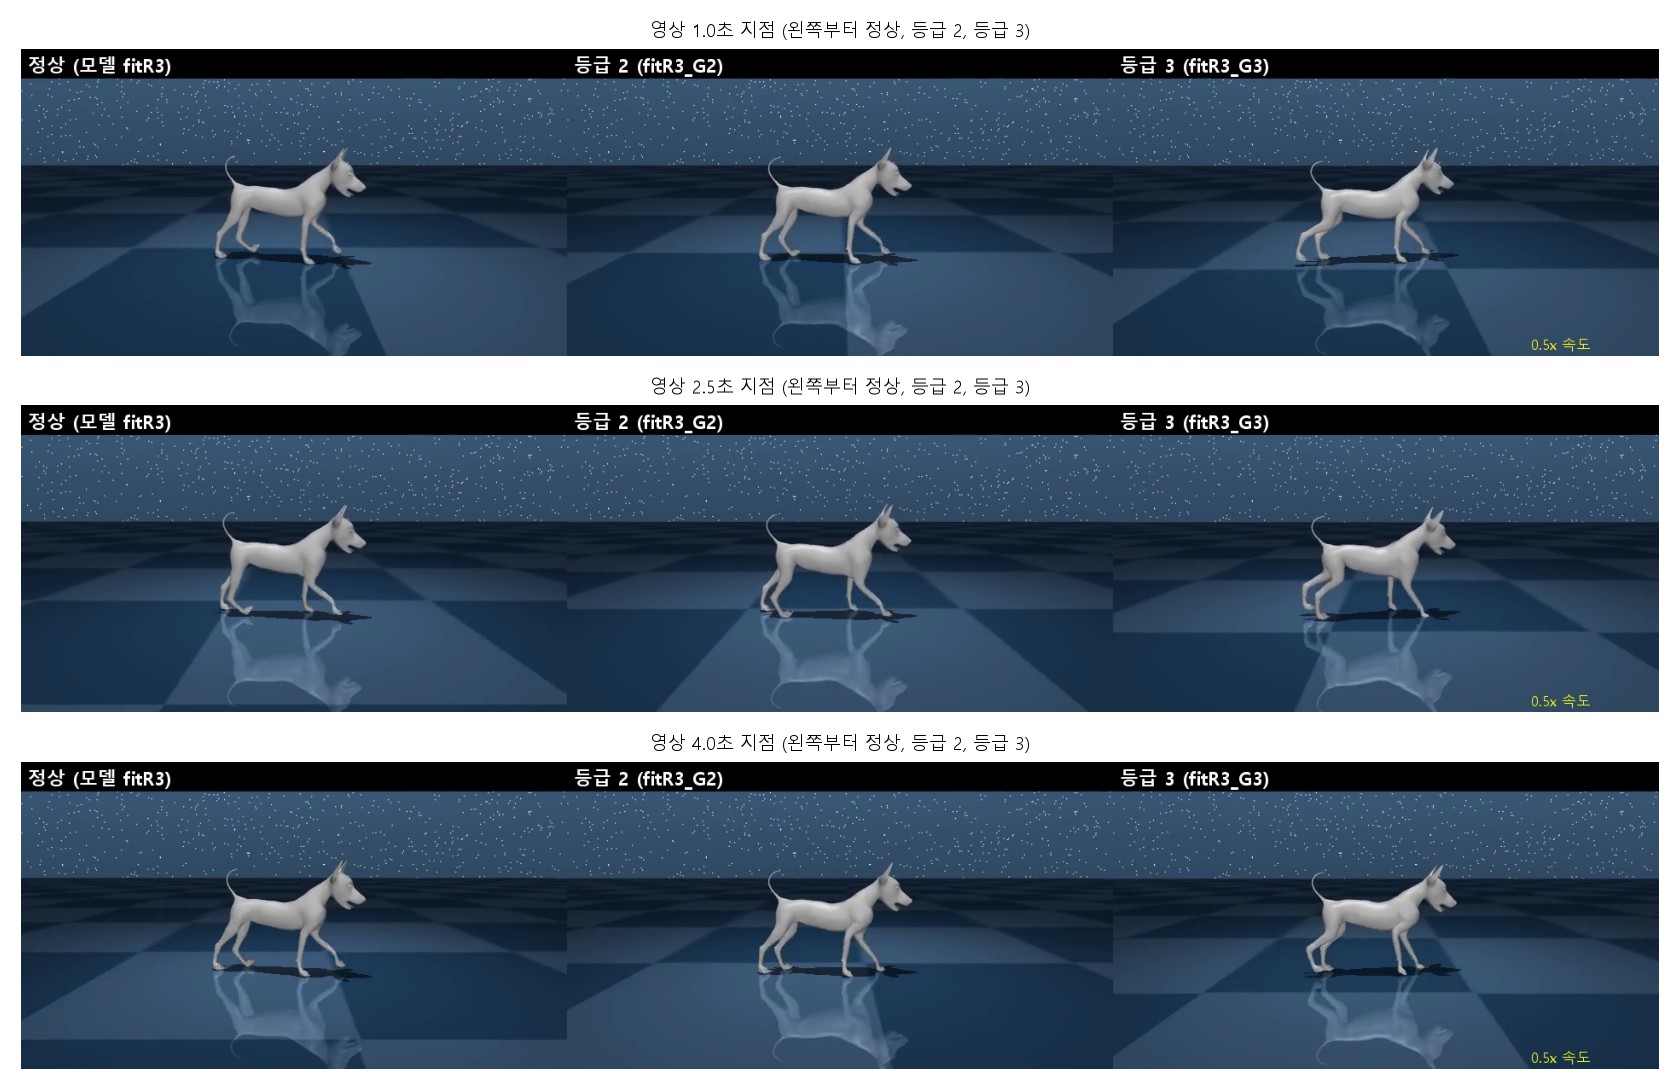 영상 1.0초 지점 (왼쪽부터 정상, 등급 2, 등급 3)
정상 (모델 fitR3)
등급 2 (fitR3_G2)
등급 3 (fitR3_G3)
0.5x 속도
영상 2.5초 지점 (왼쪽부터 정상, 등급 2, 등급 3)
정상 (모델 fitR3)
등급 2 (fitR3_G2)
등급 3 (fitR3_G3)
0.5x 속도
영상 4.0초 지점 (왼쪽부터 정상, 등급 2, 등급 3)
정상 (모델 fitR3)
등급 2 (fitR3_G2)
등급 3 (fitR3_G3)
0.5x 속도